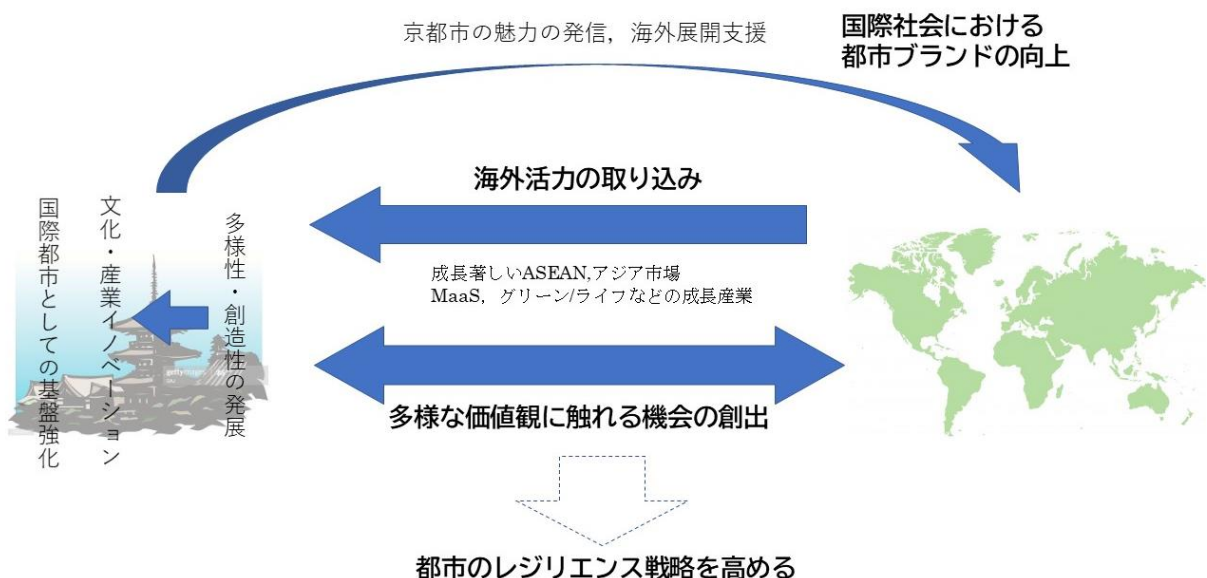 京都市の魅力の発信，海外展開支援
国際社会における
都市ブランドの向上
海外活力の取り込み
成長著しいASEAN,アジア市場
MaaS，グリーン/ライフなどの成長産業
多様性・創造性の発展
文化・産業イノベーション
国際都市としての基盤強化
多様な価値観に触れる機会の創出
都市のレジリエンス戦略を高める